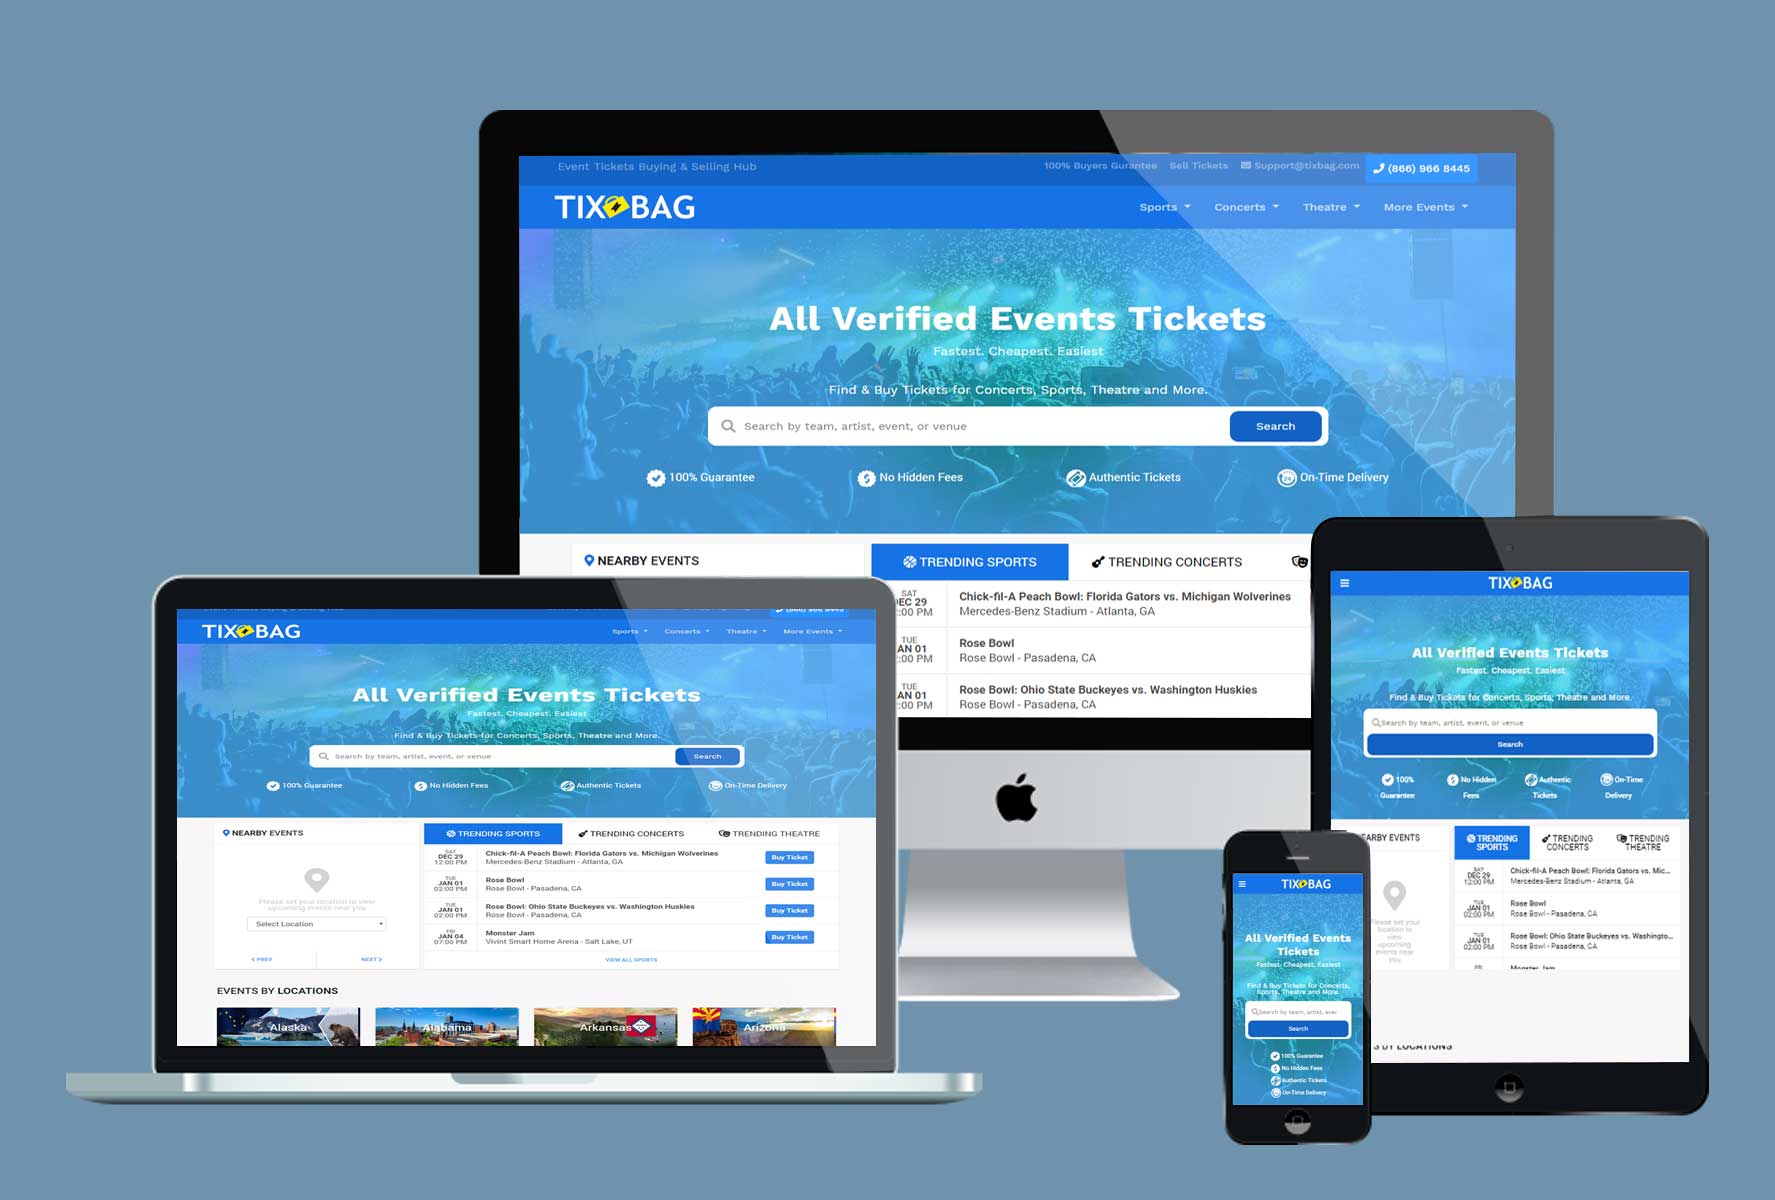 Event Tickets Buying & Selling Hub
100% Buyers Gurantee Sell Tickets Support@tixbag.com (866) 966 8445
TIX BAG
Sports Concerts Theatre More Events
All Verified Events Tickets
Fastest. Cheapest. Easiest
Find & Buy Tickets for Concerts, Sports, Theatre and More.
Search by team, artist, event, or venue Search
100% Guarantee No Hidden Fees Authentic Tickets On-Time Delivery
NEARBY EVENTS
TRENDING SPORTS TRENDING CONCERTS
SAT
DEC 29
:00 PM
Chick-fil-A Peach Bowl: Florida Gators vs. Michigan Wolverines
Mercedes-Benz Stadium - Atlanta, GA
TUE
JAN 01
:00 PM
Rose Bowl
Rose Bowl - Pasadena, CA
TUE
JAN 01
:00 PM
Rose Bowl: Ohio State Buckeyes vs. Washington Huskies
Rose Bowl - Pasadena, CA
TIX BAG
Sports Concerts Theatre More Events
All Verified Events Tickets
Fastest. Cheapest. Easiest
Find & Buy Tickets for Concerts, Sports, Theatre and More.
Search by team, artist, event, or venue Search
100% Guarantee No Hidden Fees Authentic Tickets On-Time Delivery
NEARBY EVENTS
Please set your location to view
upcoming events near you
Select Location
PREV NEXT
TRENDING SPORTS TRENDING CONCERTS TRENDING THEATRE
SAT
DEC 29
12:00 PM
Chick-fil-A Peach Bowl: Florida Gators vs. Michigan Wolverines
Mercedes-Benz Stadium - Atlanta, GA
Buy Ticket
TUE
JAN 01
02:00 PM
Rose Bowl
Rose Bowl - Pasadena, CA
Buy Ticket
TUE
JAN 01
02:00 PM
Rose Bowl: Ohio State Buckeyes vs. Washington Huskies
Rose Bowl - Pasadena, CA
Buy Ticket
FRI
JAN 04
07:00 PM
Monster Jam
Vivint Smart Home Arena - Salt Lake, UT
Buy Ticket
VIEW ALL SPORTS
EVENTS BY LOCATIONS
Alaska Alabama Arkansas Arizona
TIX BAG
All Verified Events Tickets
Fastest. Cheapest. Easiest
Find & Buy Tickets for Concerts, Sports, Theatre and More.
Search by team, artist, event, or venue
Search
100% Guarantee
No Hidden Fees
Authentic Tickets
On-Time Delivery
EARBY EVENTS
Please set your
location to
view
upcoming
events near
you
TRENDING SPORTS
TRENDING CONCERTS
TRENDING THEATRE
SAT
DEC 29
12:00 PM
Chick-fil-A Peach Bowl: Florida Gators vs. Mic...
Mercedes-Benz Stadium - Atlanta, GA
TUE
JAN 01
02:00 PM
Rose Bowl
Rose Bowl - Pasadena, CA
TUE
JAN 01
02:00 PM
Rose Bowl: Ohio State Buckeyes vs. Washingto...
Rose Bowl - Pasadena, CA
Monster Jam
S BY LOCATIONS
TIX BAG
All Verified Events
Tickets
Fastest. Cheapest. Easiest
Find & Buy Tickets for Concerts,
Sports, Theatre and More.
Search by team, artist, ever
Search
100% Guarantee
No Hidden Fees
Authentic Tickets
On-Time Delivery